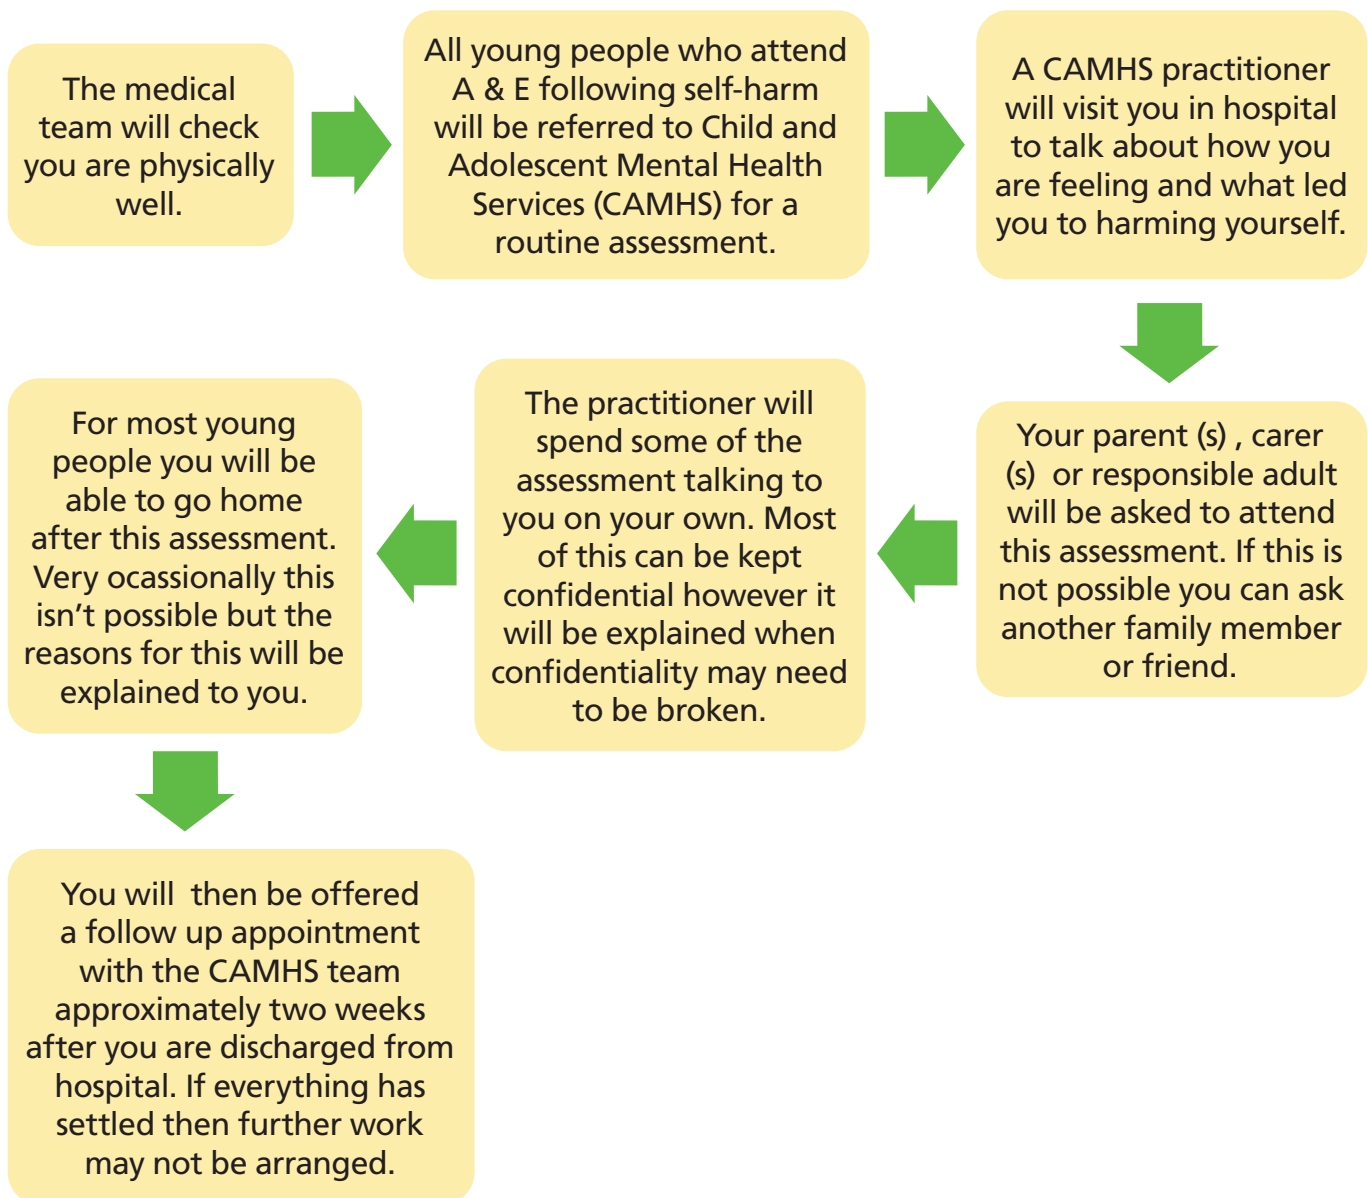 The medical
team will check
you are physically
well.
All young people who attend
A & E following self-harm
will be referred to Child and
Adolescent Mental Health
Services (CAMHS) for a
routine assessment.
A CAMHS practitioner
will visit you in hospital
to talk about how you
are feeling and what led
you to harming yourself.
Your parent (s) , carer
(s)  or responsible adult
will be asked to attend
this assessment. If this is
not possible you can ask
another family member
or friend.
The practitioner will
spend some of the
assessment talking to
you on your own. Most
of this can be kept
confidential however it
will be explained when
confidentiality may need
to be broken.
For most young
people you will be
able to go home
after this assessment.
Very ocassionally this
isn’t possible but the
reasons for this will be
explained to you.
You will  then be offered
a follow up appointment
with the CAMHS team
approximately two weeks
after you are discharged from
hospital. If everything has
settled then further work
may not be arranged.